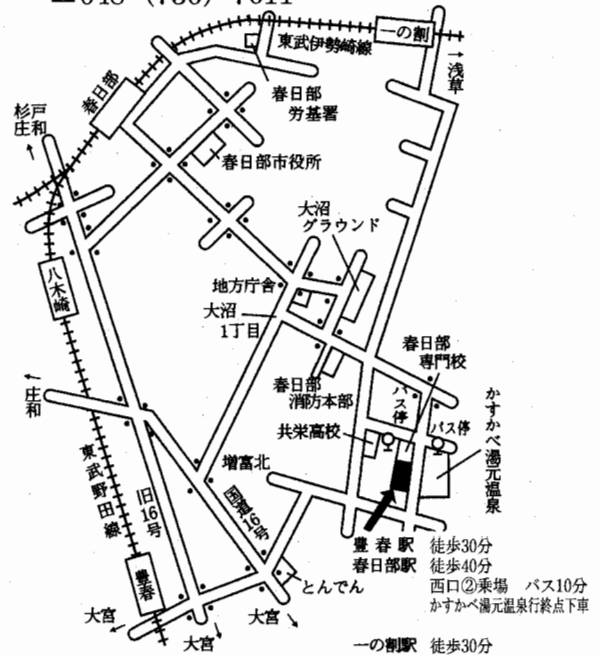 一の割
東武伊勢崎線
→浅草
春日部
春日部
労基署
杉戸
庄和
春日部市役所
大沼
グラウンド
地方庁舎
大沼
1丁目
八木崎
春日部
専門校
春日部
消防本部
バス停
バス停
かすかべ湯元温泉
共栄高校
庄和
増富北
東武野田線
旧16号
国道16号
豊春
とんでん
大宮
大宮
大宮
豊春駅 徒歩30分
春日部駅 徒歩40分
西口②乗場 バス10分
かすかべ湯元温泉行終点下車
一の割駅 徒歩30分